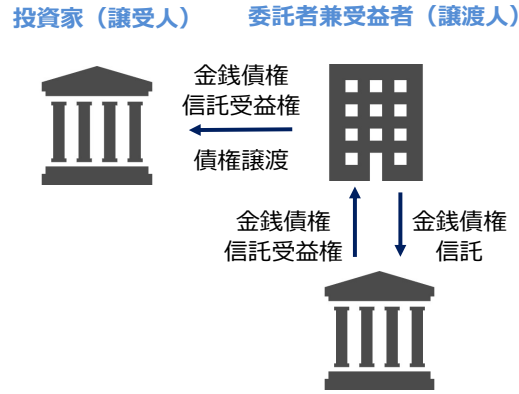 投資家（譲受人）
委託者兼受益者（譲渡人）
金銭債権
信託受益権
債権譲渡
金銭債権
信託受益権
金銭債権
信託